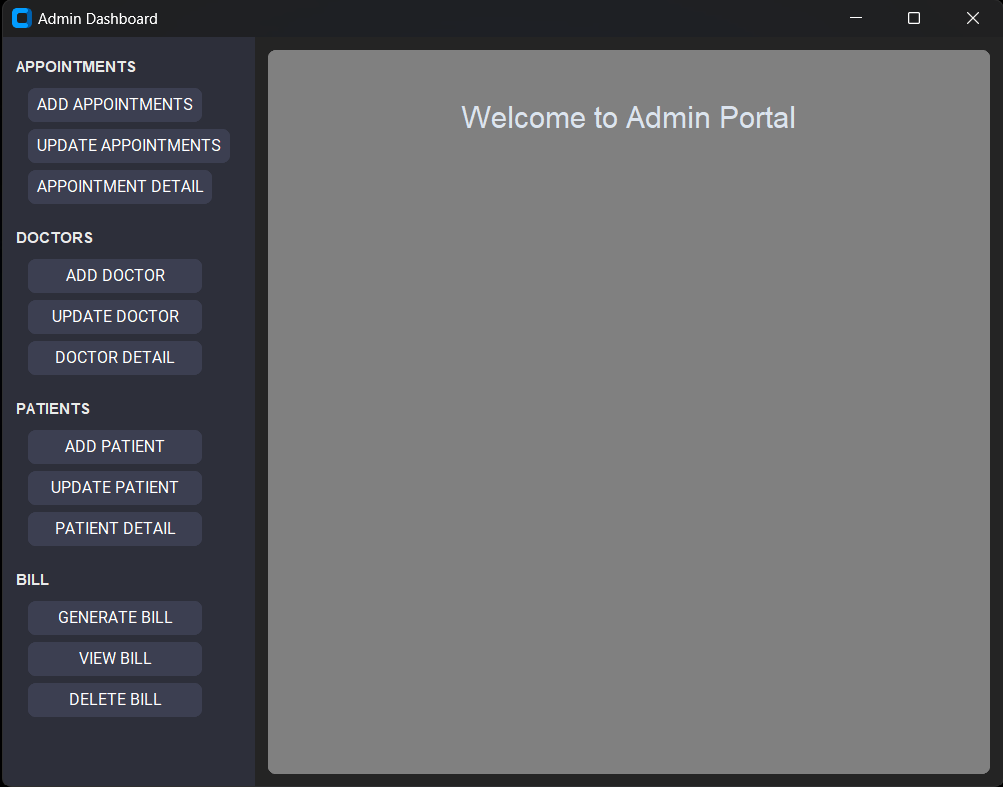 Admin Dashboard
APPOINTMENTS
ADD APPOINTMENTS
UPDATE APPOINTMENTS
APPOINTMENT DETAIL
DOCTORS
ADD DOCTOR
UPDATE DOCTOR
DOCTOR DETAIL
PATIENTS
ADD PATIENT
UPDATE PATIENT
PATIENT DETAIL
BILL
GENERATE BILL
VIEW BILL
DELETE BILL
Welcome to Admin Portal